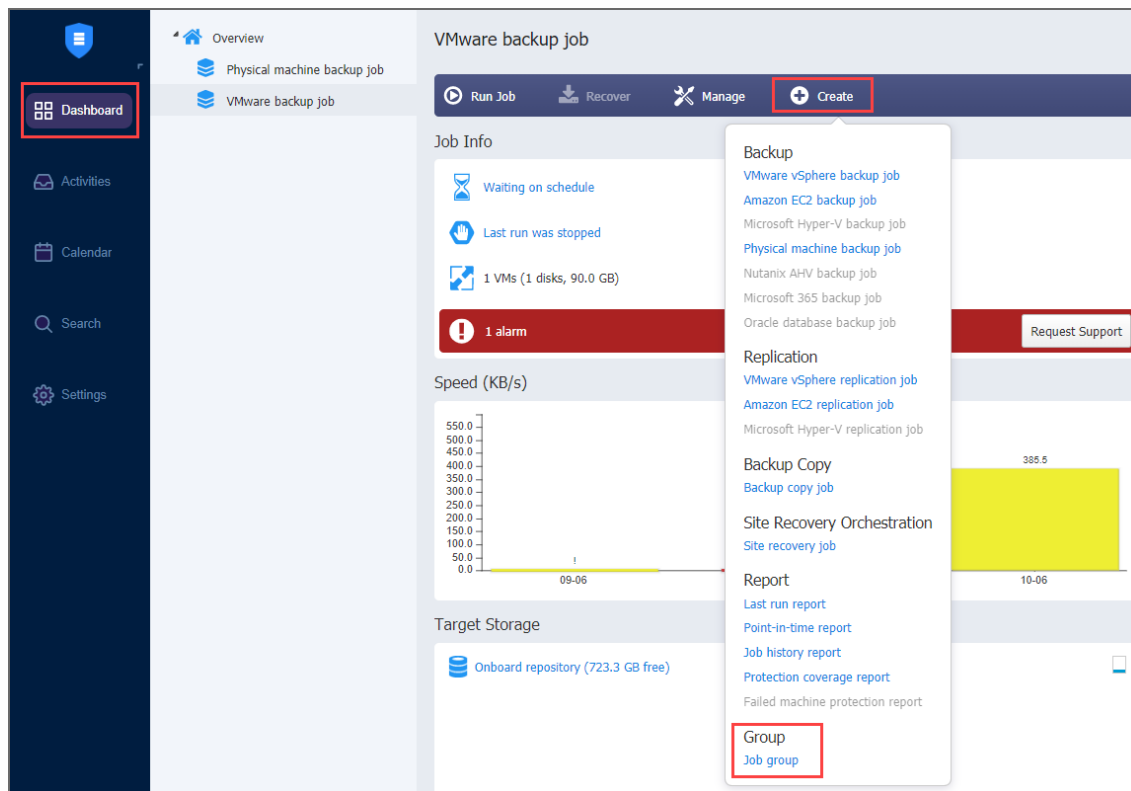 Overview
Physical machine backup job
VMware backup job
Dashboard
Activities
Calendar
Search
Settings
VMware backup job
Run Job
Recover
Manage
Create
Job Info
Waiting on schedule
Last run was stopped
1 VMs (1 disks, 90.0 GB)
1 alarm
Request Support
Speed (KB/s)
550.0
500.0
450.0
400.0
350.0
300.0
250.0
200.0
150.0
100.0
50.0
0.0
!
09-06
385.5
10-06
Target Storage
Onboard repository (723.3 GB free)
Backup
VMware vSphere backup job
Amazon EC2 backup job
Microsoft Hyper-V backup job
Physical machine backup job
Nutanix AHV backup job
Microsoft 365 backup job
Oracle database backup job
Replication
VMware vSphere replication job
Amazon EC2 replication job
Microsoft Hyper-V replication job
Backup Copy
Backup copy job
Site Recovery Orchestration
Site recovery job
Report
Last run report
Point-in-time report
Job history report
Protection coverage report
Failed machine protection report
Group
Job group